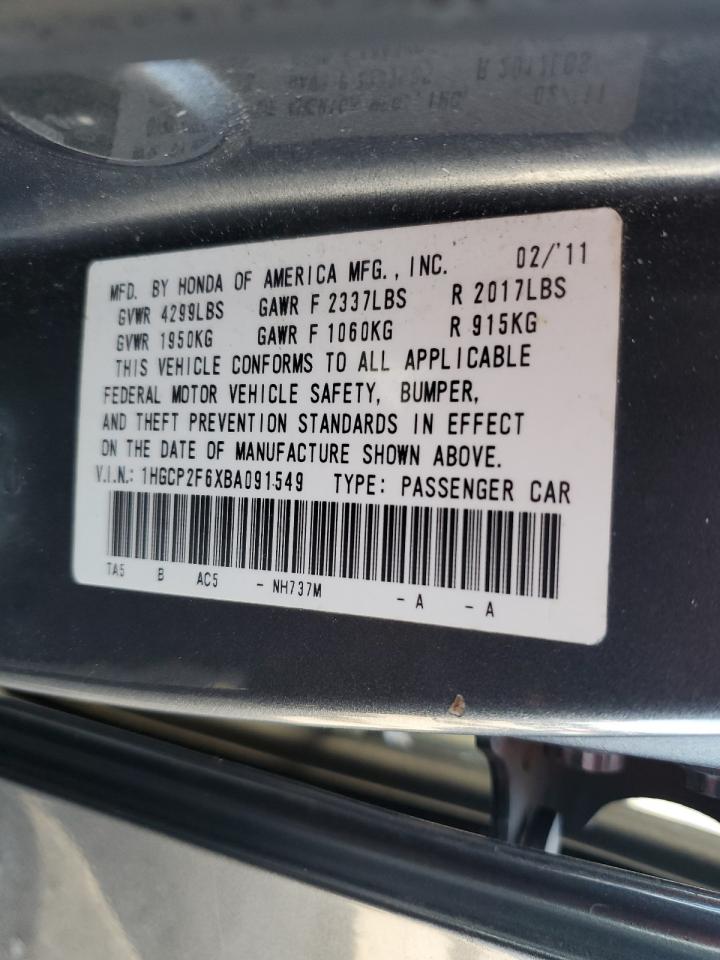 MFD. BY HONDA OF AMERICA MFG., INC. 02/'11
GVWR 4299LBS GAWR F 2337LBS R 2017LBS
GVWR 1950KG GAWR F 1060KG R 915KG
THIS VEHICLE CONFORMS TO ALL APPLICABLE
FEDERAL MOTOR VEHICLE SAFETY, BUMPER,
AND THEFT PREVENTION STANDARDS IN EFFECT
ON THE DATE OF MANUFACTURE SHOWN ABOVE.
V.I.N.: 1HGCP2F6XBA091549 TYPE: PASSENGER CAR
TA5 B AC5 - NH737M - A - A